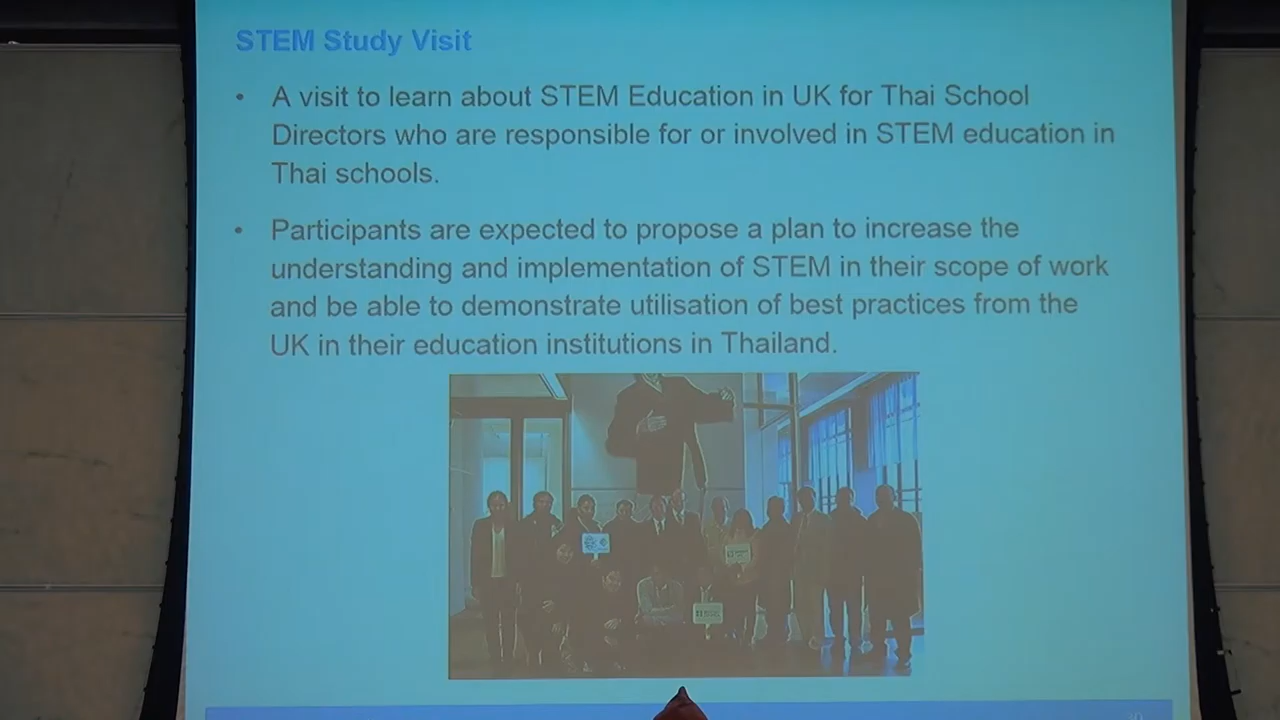 STEM Study Visit
• A visit to learn about STEM Education in UK for Thai School
Directors who are responsible for or involved in STEM education in
Thai schools.
• Participants are expected to propose a plan to increase the
understanding and implementation of STEM in their scope of work
and be able to demonstrate utilisation of best practices from the
UK in their education institutions in Thailand.